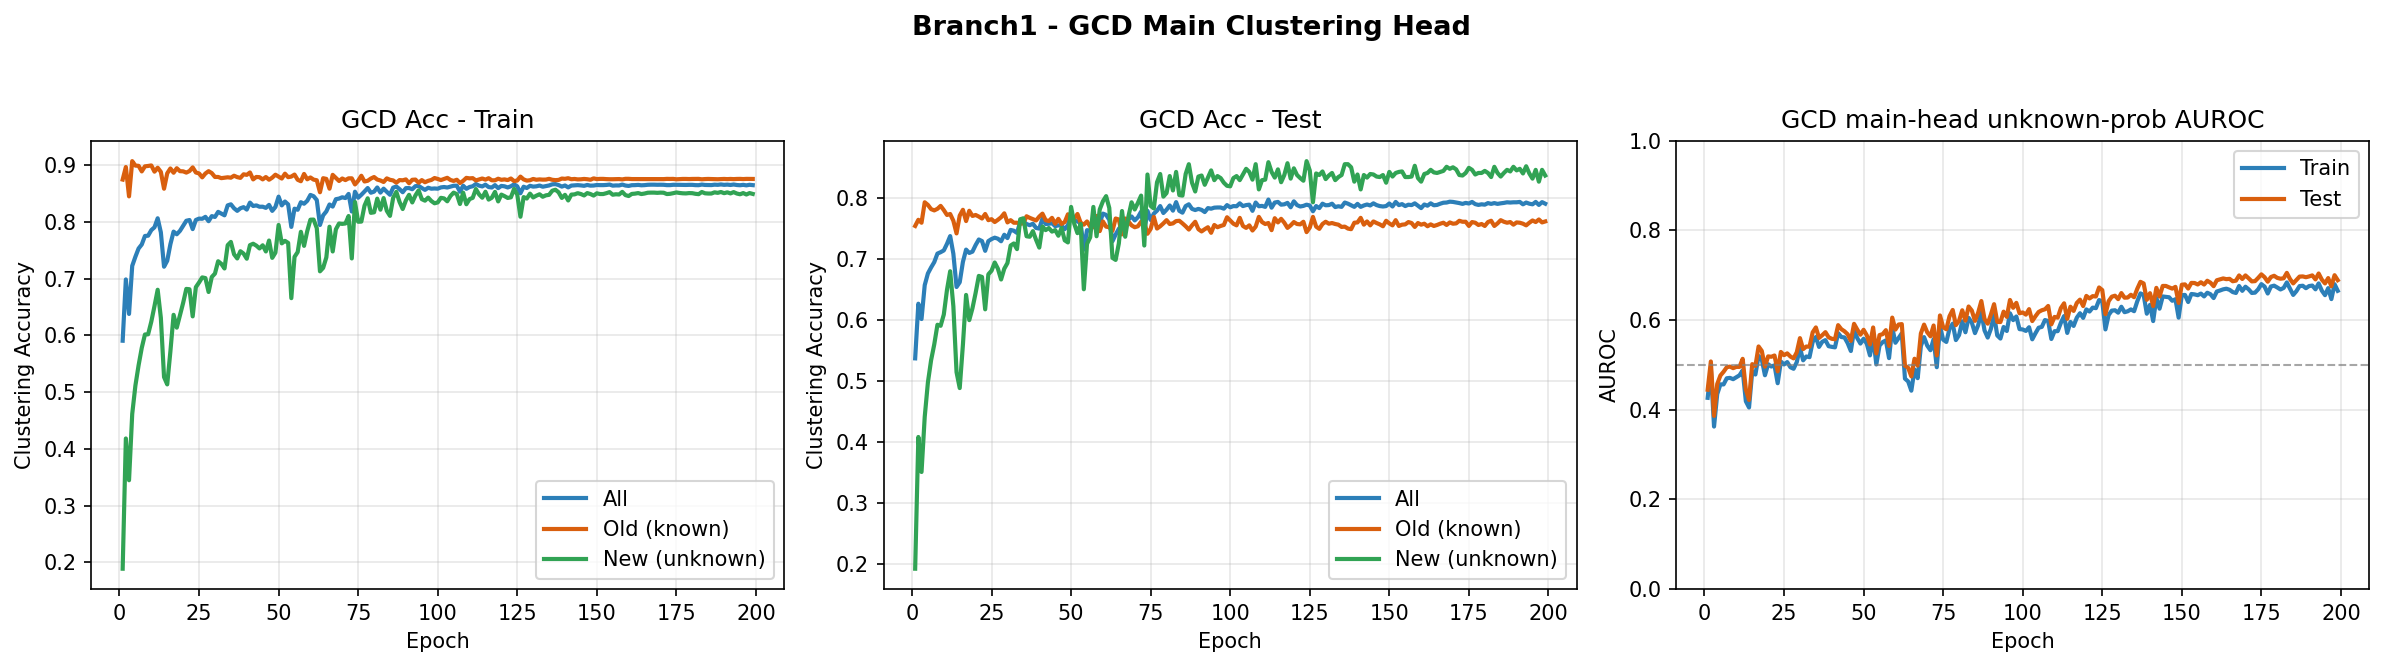 Branch1 - GCD Main Clustering Head
GCD Acc - Train
Clustering Accuracy
0.9
0.8
0.7
0.6
0.5
0.4
0.3
0.2
0 25 50 75 100 125 150 175 200
Epoch
All
Old (known)
New (unknown)
GCD Acc - Test
Clustering Accuracy
0.8
0.7
0.6
0.5
0.4
0.3
0.2
0 25 50 75 100 125 150 175 200
Epoch
All
Old (known)
New (unknown)
GCD main-head unknown-prob AUROC
AUROC
1.0
0.8
0.6
0.4
0.2
0.0
0 25 50 75 100 125 150 175 200
Epoch
Train
Test